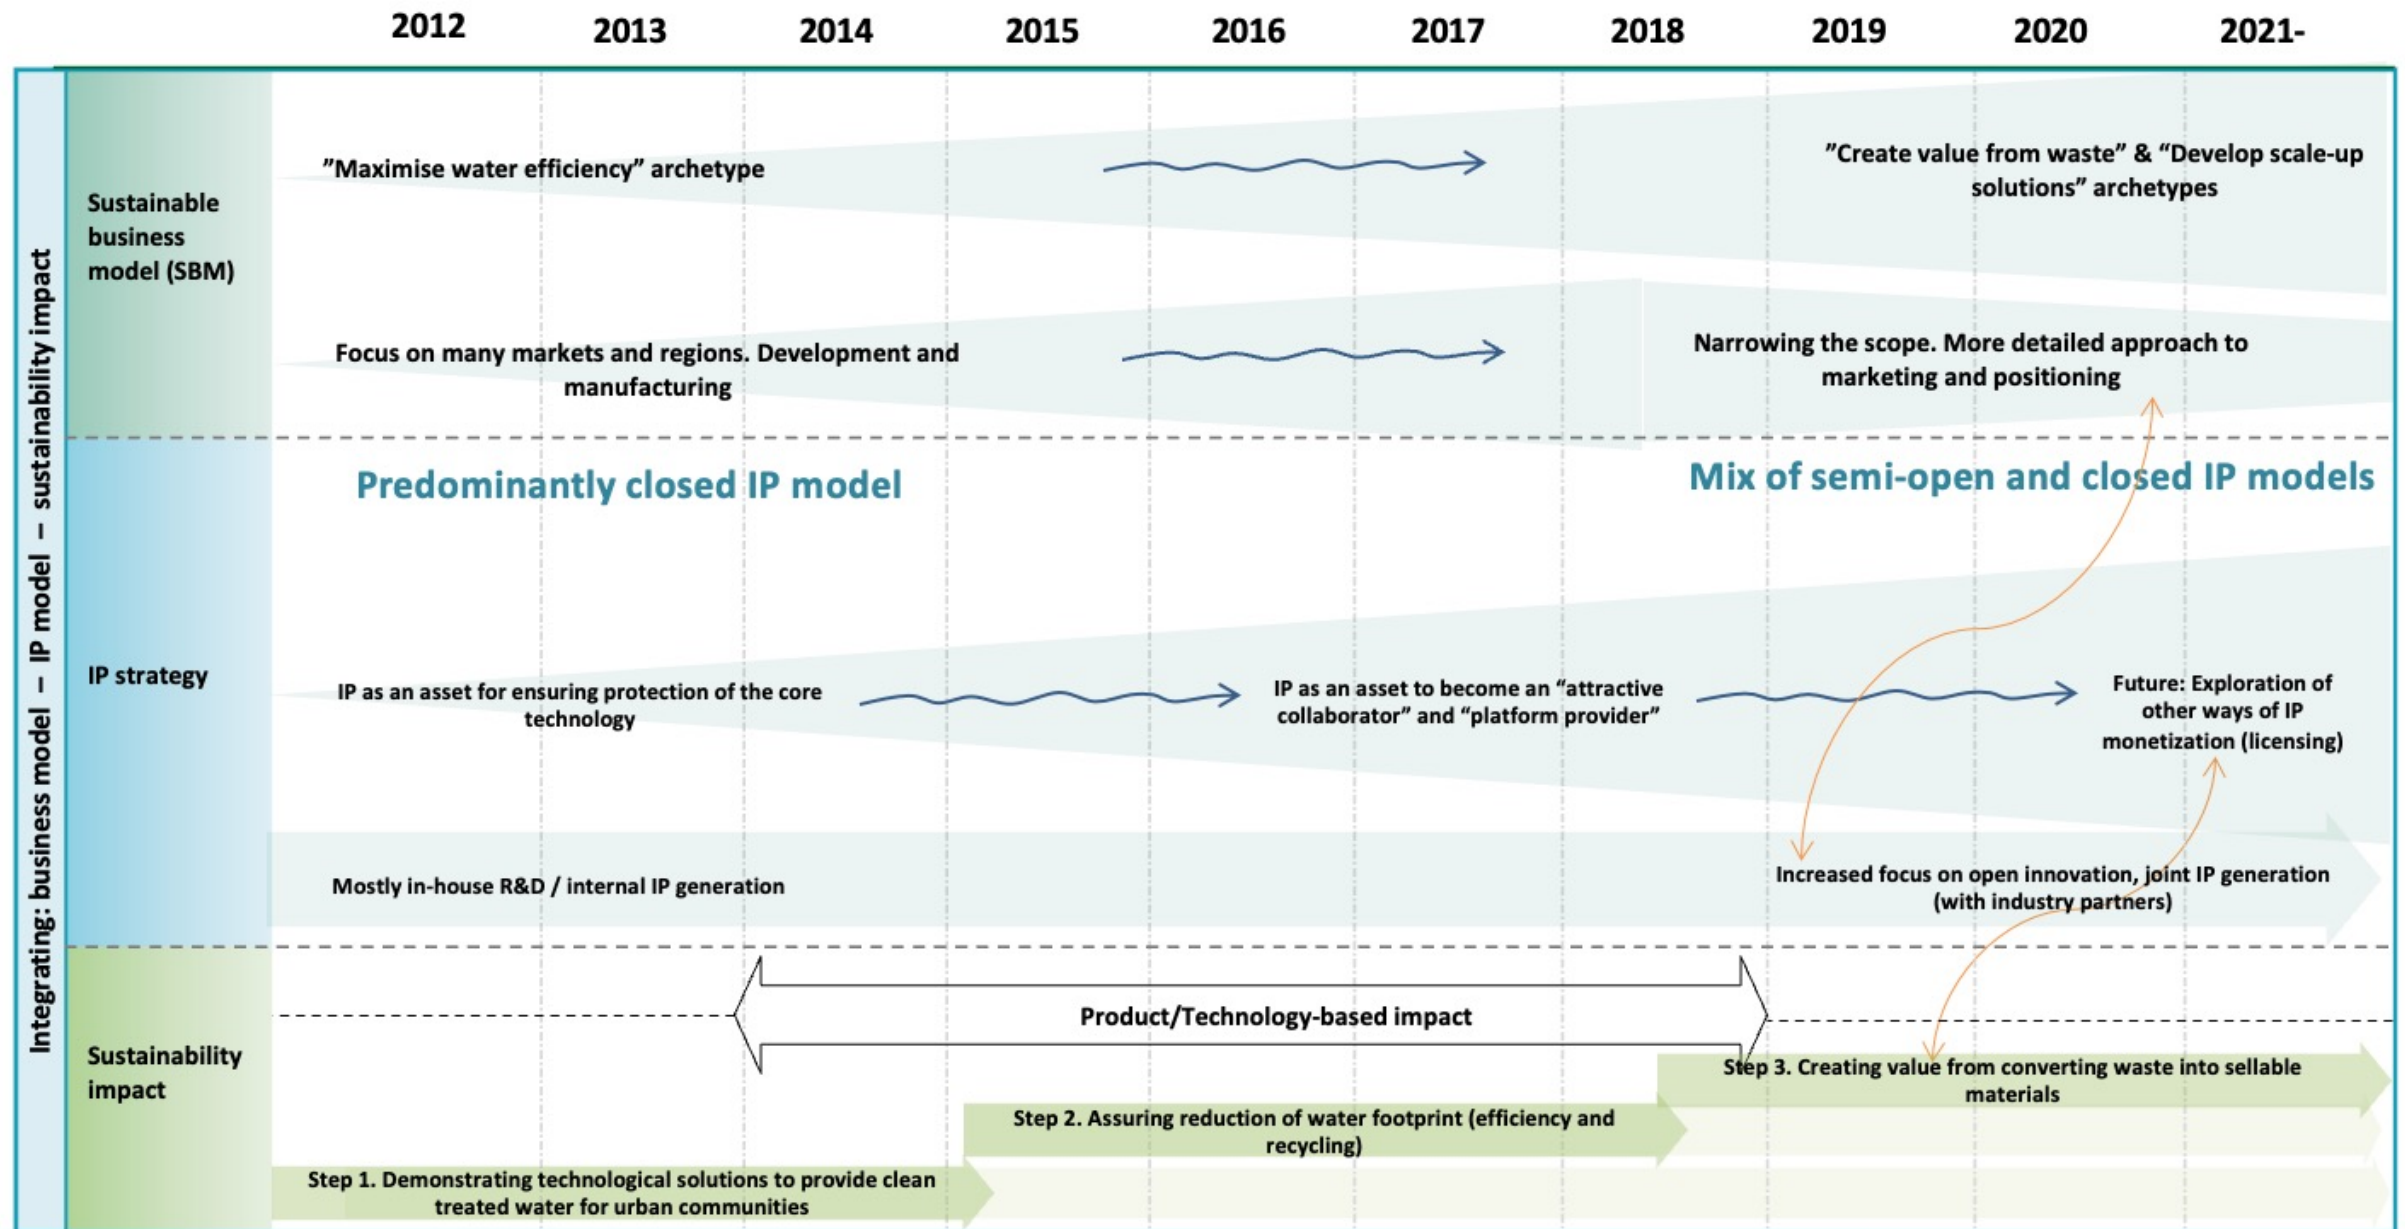 2012 2013 2014 2015 2016 2017 2018 2019 2020 2021-
Integrating: business model – IP model – sustainability impact
Sustainable
business
model (SBM)
”Maximise water efficiency” archetype
”Create value from waste” & “Develop scale-up
solutions” archetypes
Focus on many markets and regions. Development and
manufacturing
Narrowing the scope. More detailed approach to
marketing and positioning
IP strategy
Predominantly closed IP model
Mix of semi-open and closed IP models
IP as an asset for ensuring protection of the core
technology
IP as an asset to become an “attractive
collaborator” and “platform provider”
Future: Exploration of
other ways of IP
monetization (licensing)
Mostly in-house R&D / internal IP generation
Increased focus on open innovation, joint IP generation
(with industry partners)
Sustainability
impact
Product/Technology-based impact
Step 3. Creating value from converting waste into sellable
materials
Step 2. Assuring reduction of water footprint (efficiency and
recycling)
Step 1. Demonstrating technological solutions to provide clean
treated water for urban communities